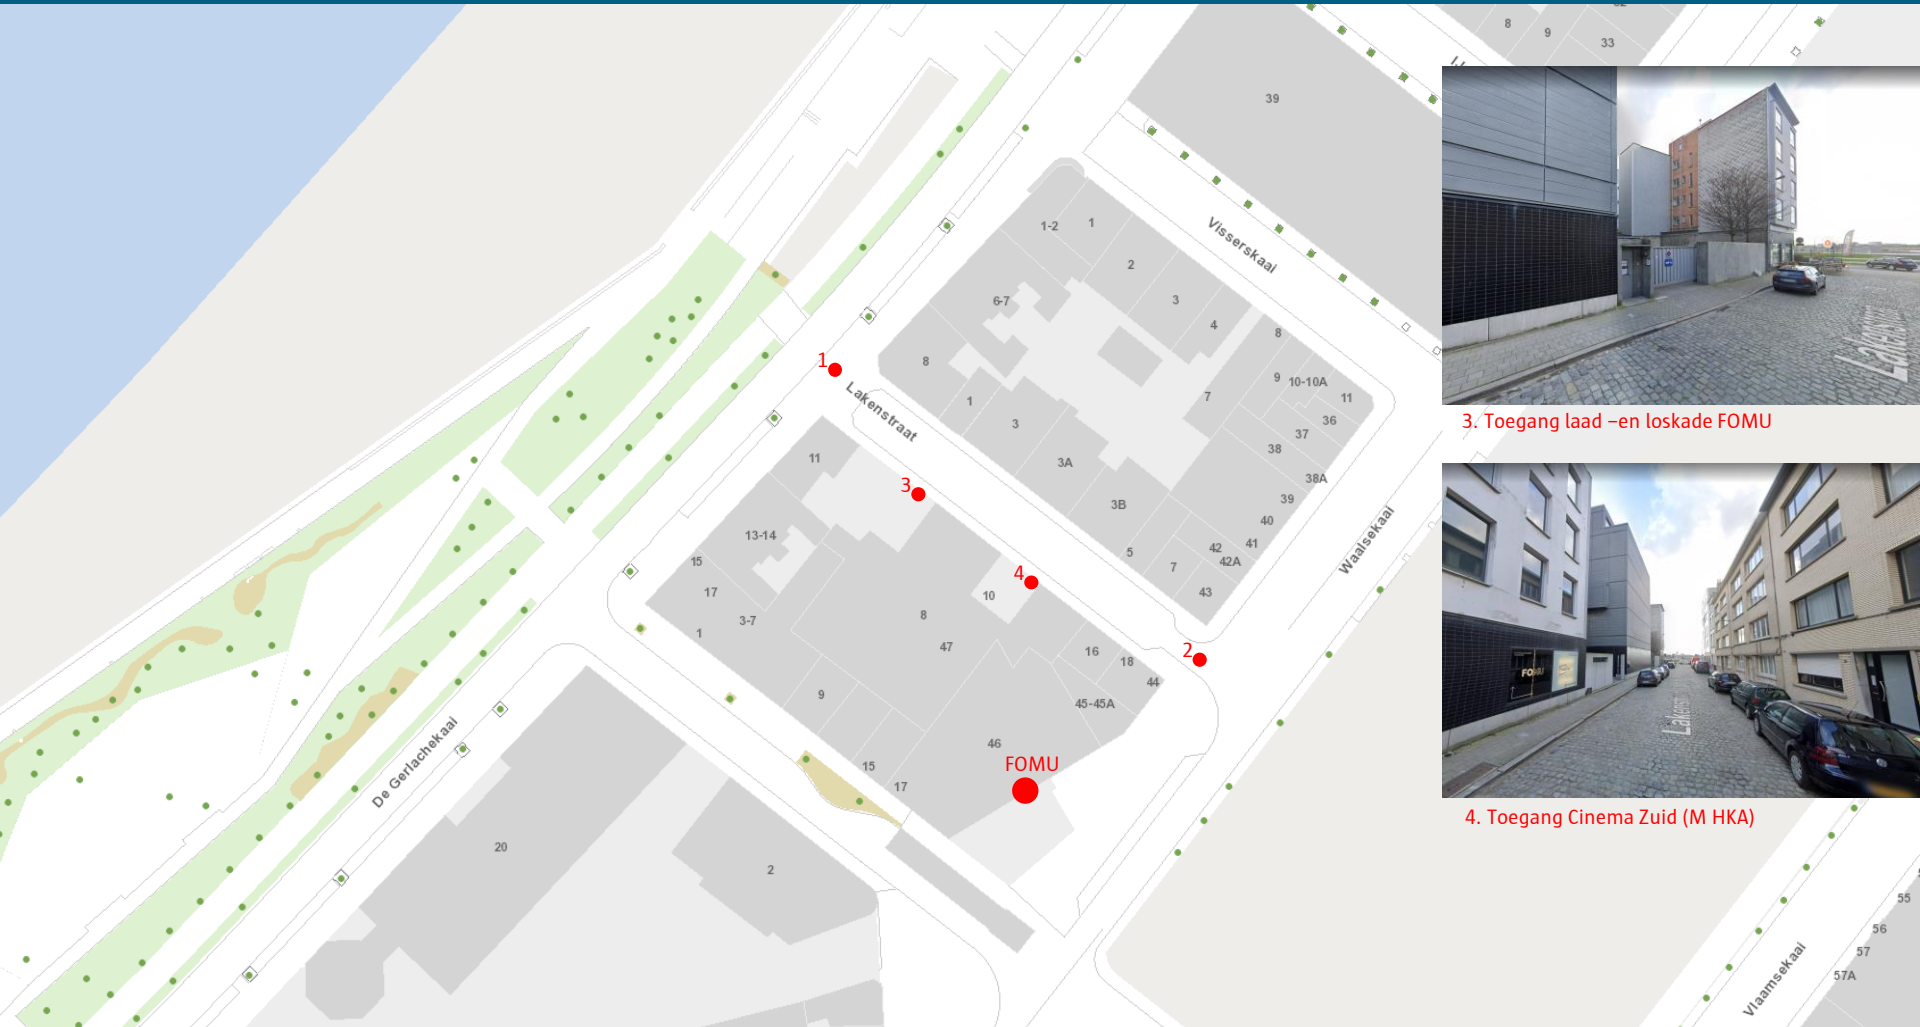 8
9
33
39
Visserskaai
1-2
1
2
3
4
6-7
8
1
3
3A
3B
5
7
7
8
9
10-10A
11
36
37
38
38A
39
40
41
42
42A
43
Waalsekaai
1
Lakenstraat
3
4
2
11
13-14
15
17
1
3-7
8
10
47
16
18
44
45-45A
46
9
15
17
FOMU
De Gerlachekaai
20
2
Lakens
3. Toegang laad –en loskade FOMU
FOMU
Lakens
4. Toegang Cinema Zuid (M HKA)
55
56
57
57A
Vlaamsekaai